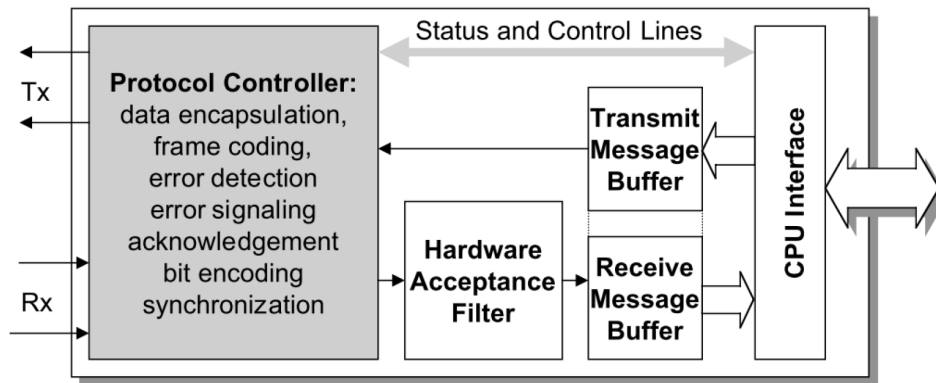 Status and Control Lines
Tx
Rx
Protocol Controller:
data encapsulation,
frame coding,
error detection
error signaling
acknowledgement
bit encoding
synchronization
Hardware
Acceptance
Filter
Transmit
Message
Buffer
Receive
Message
Buffer
CPU Interface